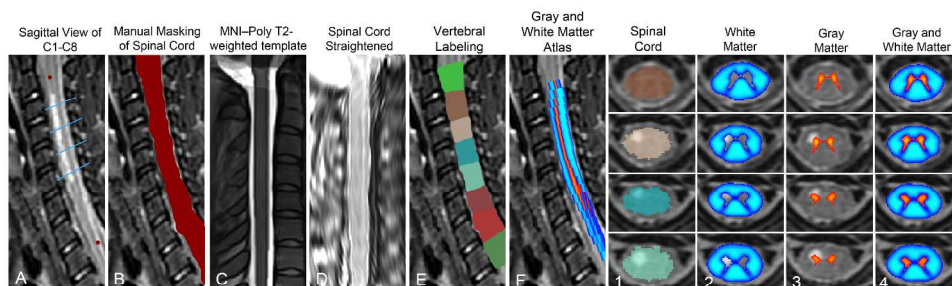 Sagittal View of
C1-C8
Manual Masking
of Spinal Cord
MNI–Poly T2-
weighted template
Spinal Cord
Straightened
Vertebral
Labeling
Gray and
White Matter
Atlas
Spinal
Cord
White
Matter
Gray
Matter
Gray and
White Matter
A
B
C
D
E
F
1
2
3
4